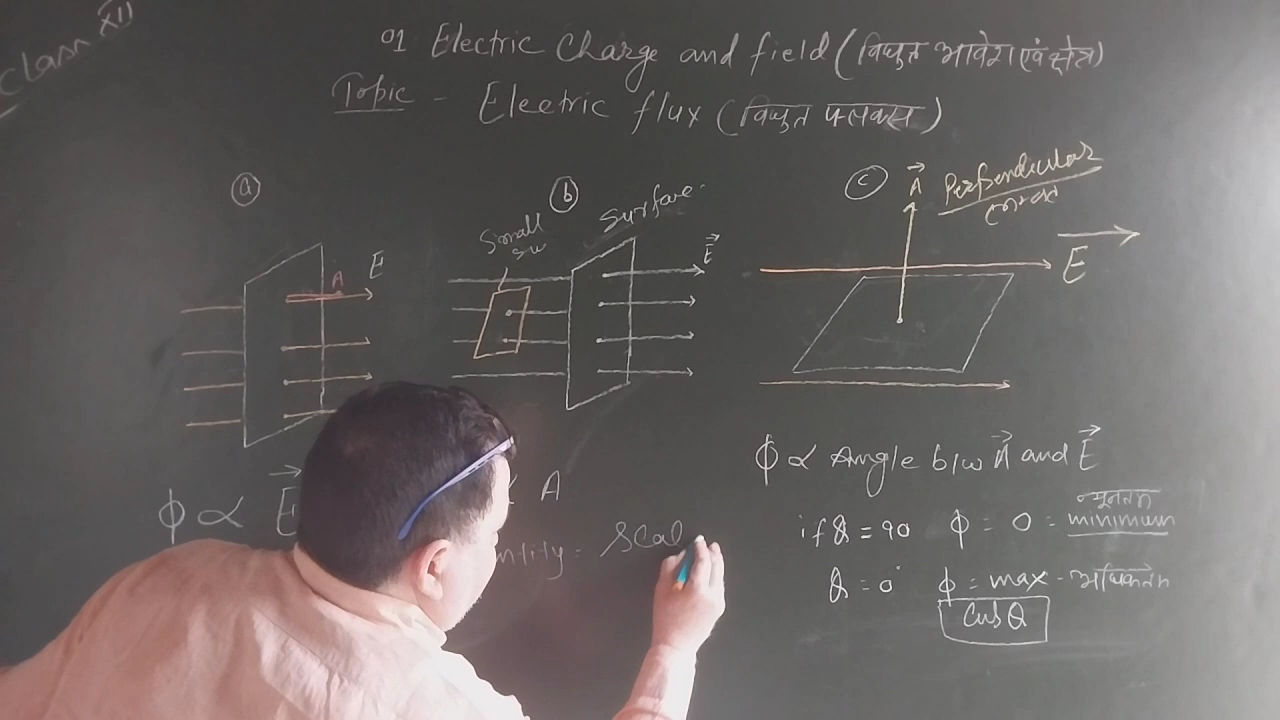 Class XII
01 Electric Charge and field (विधुत आवेश एवं क्षेत्र)
Topic - Electric flux (विधुत फ्लक्स)
a
b
c
E
A
Small
Surface
E
A
Perpendicular
E
ϕ ∝ E
∝ A
ntity = Scal
ϕ ∝ Angle b/w A and E
if θ = 90 ϕ = 0 = minimum
θ = 0° ϕ = max - अधिकतम
Cos θ